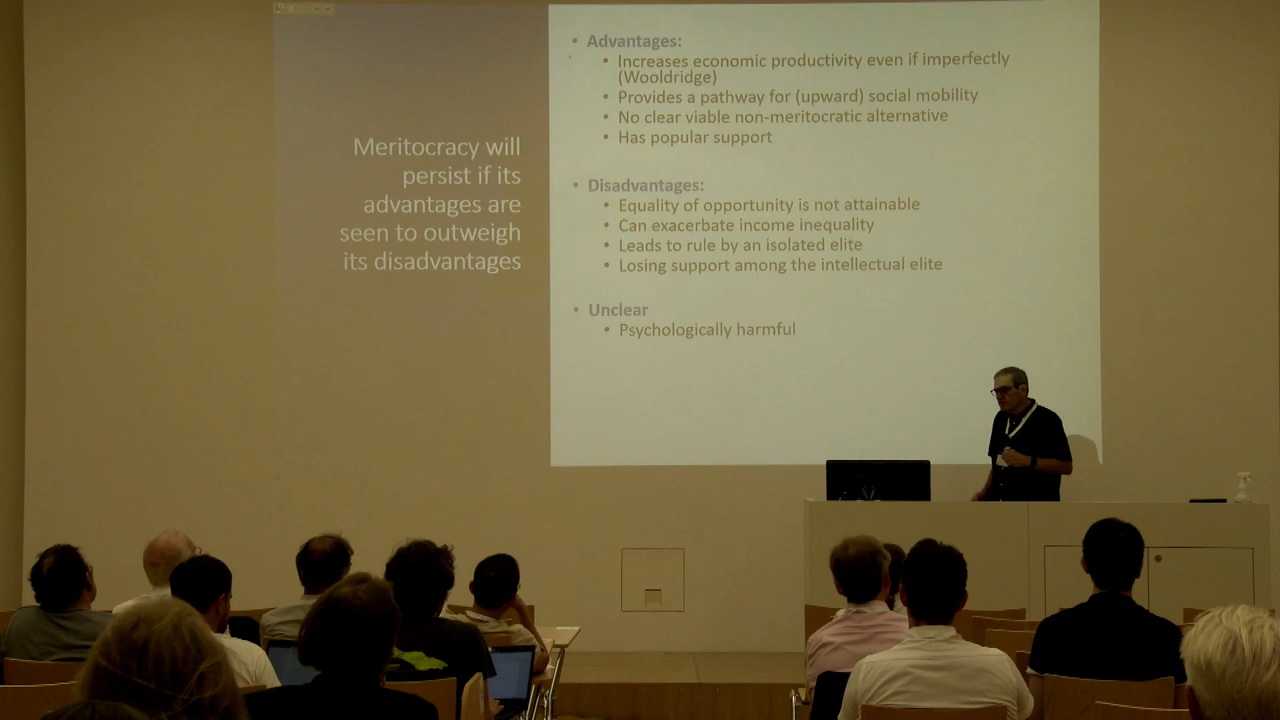 Meritocracy will
persist if its
advantages are
seen to outweigh
its disadvantages
• Advantages:
• Increases economic productivity even if imperfectly
(Wooldridge)
• Provides a pathway for (upward) social mobility
• No clear viable non-meritocratic alternative
• Has popular support
• Disadvantages:
• Equality of opportunity is not attainable
• Can exacerbate income inequality
• Leads to rule by an isolated elite
• Losing support among the intellectual elite
• Unclear
• Psychologically harmful